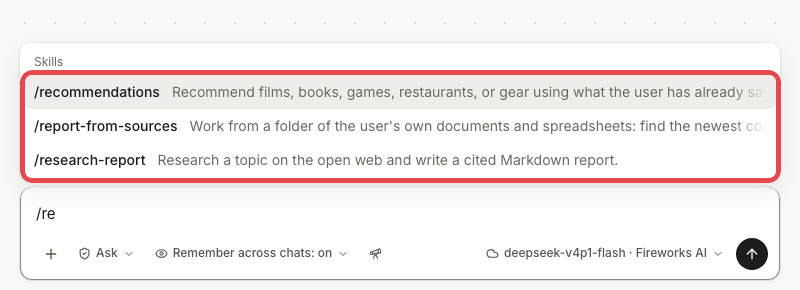 Skills
/recommendations Recommend films, books, games, restaurants, or gear using what the user has already
/report-from-sources Work from a folder of the user's own documents and spreadsheets: find the newest
/research-report Research a topic on the open web and write a cited Markdown report.
/re
Ask Remember across chats: on deepseek-v4p1-flash · Fireworks AI